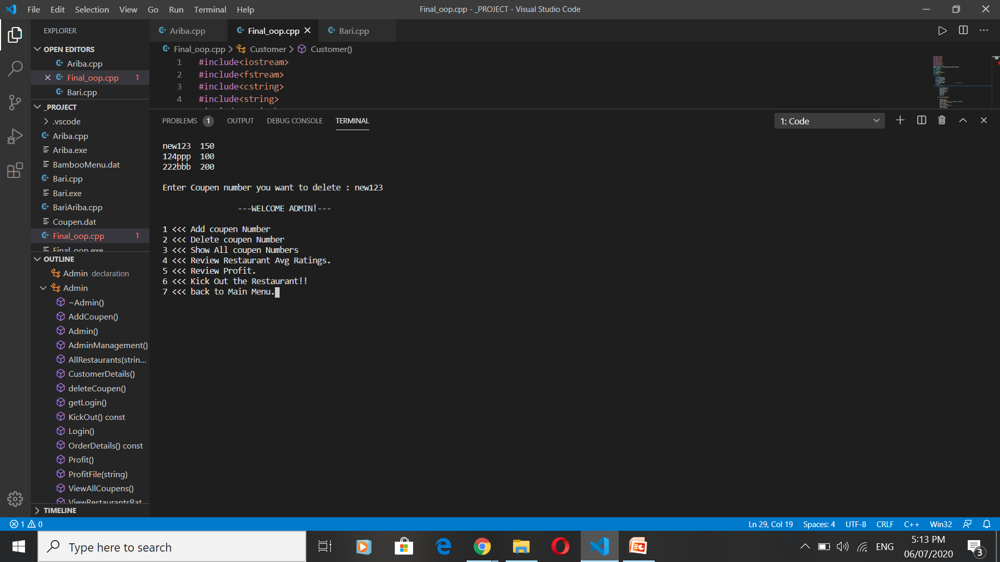 File Edit Selection View Go Run Terminal Help
Final_oop.cpp - _PROJECT - Visual Studio Code
EXPLORER
OPEN EDITORS
Ariba.cpp
Final_oop.cpp 1
Bari.cpp
_PROJECT
.vscode
Ariba.cpp
Ariba.exe
BambooMenu.dat
Bari.cpp
Bari.exe
BariAriba.cpp
Coupen.dat
Final_oop.cpp 1
Final_oop.exe
OUTLINE
Admin declaration
Admin
~Admin()
AddCoupen()
Admin()
AdminManagement()
AllRestaurants(strin...
CustomerDetails()
deleteCoupen()
getLogin()
KickOut() const
Login()
OrderDetails() const
Profit()
ProfitFile(string)
ViewAllCoupens()
ViewRestaurantsRat
TIMELINE
Ariba.cpp Final_oop.cpp Bari.cpp
Final_oop.cpp > Customer > Customer()
1 #include<iostream>
2 #include<fstream>
3 #include<cstring>
4 #include<string>
PROBLEMS 1 OUTPUT DEBUG CONSOLE TERMINAL
1: Code
new123 150
124ppp 100
222bbb 200
Enter Coupen number you want to delete : new123
---WELCOME ADMIN!---
1 <<< Add coupen Number
2 <<< Delete coupen Number
3 <<< Show All coupen Numbers
4 <<< Review Restaurant Avg Ratings.
5 <<< Review Profit.
6 <<< Kick Out the Restaurant!!
7 <<< back to Main Menu.
1 0
Ln 29, Col 19 Spaces: 4 UTF-8 CRLF C++ Win32
Type here to search
ENG
5:13 PM
06/07/2020
3